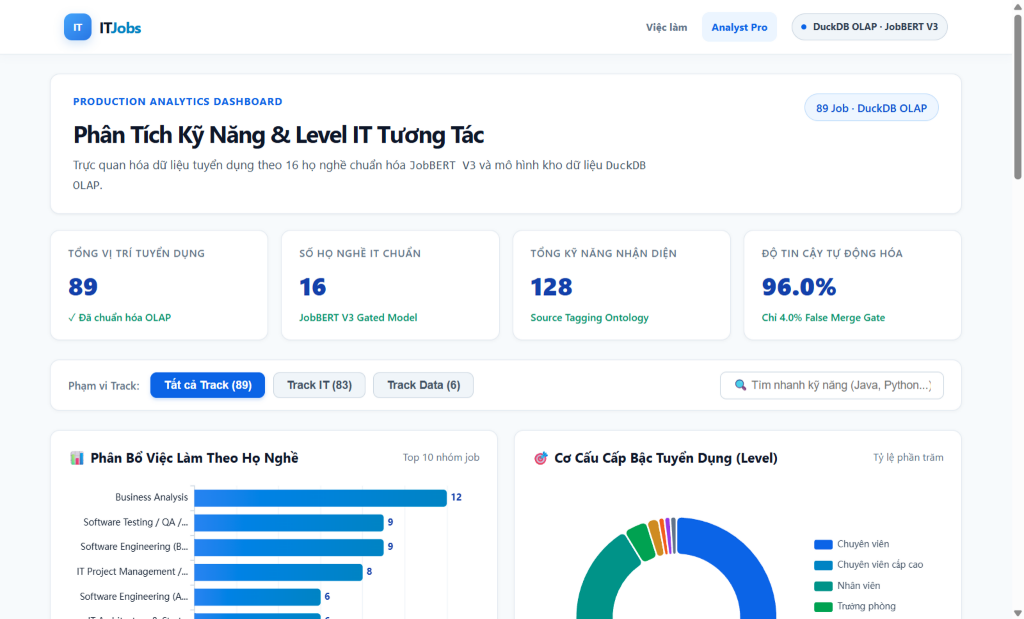 IT
ITJobs
Việc làm
Analyst Pro
DuckDB OLAP · JobBERT V3
PRODUCTION ANALYTICS DASHBOARD
89 Job · DuckDB OLAP
Phân Tích Kỹ Năng & Level IT Tương Tác
Trực quan hóa dữ liệu tuyển dụng theo 16 họ nghề chuẩn hóa JobBERT V3 và mô hình kho dữ liệu DuckDB
OLAP.
TỔNG VỊ TRÍ TUYỂN DỤNG
89
✓ Đã chuẩn hóa OLAP
SỐ HỌ NGHỀ IT CHUẨN
16
JobBERT V3 Gated Model
TỔNG KỸ NĂNG NHẬN DIỆN
128
Source Tagging Ontology
ĐỘ TIN CẬY TỰ ĐỘNG HÓA
96.0%
Chỉ 4.0% False Merge Gate
Phạm vi Track:
Tất cả Track (89)
Track IT (83)
Track Data (6)
Tìm nhanh kỹ năng (Java, Python...)
Phân Bổ Việc Làm Theo Họ Nghề
Top 10 nhóm job
Business Analysis
12
Software Testing / QA /...
9
Software Engineering (B...
9
IT Project Management /...
8
Software Engineering (A...
6
Cơ Cấu Cấp Bậc Tuyển Dụng (Level)
Tỷ lệ phần trăm
Chuyên viên
Chuyên viên cấp cao
Nhân viên
Trưởng phòng